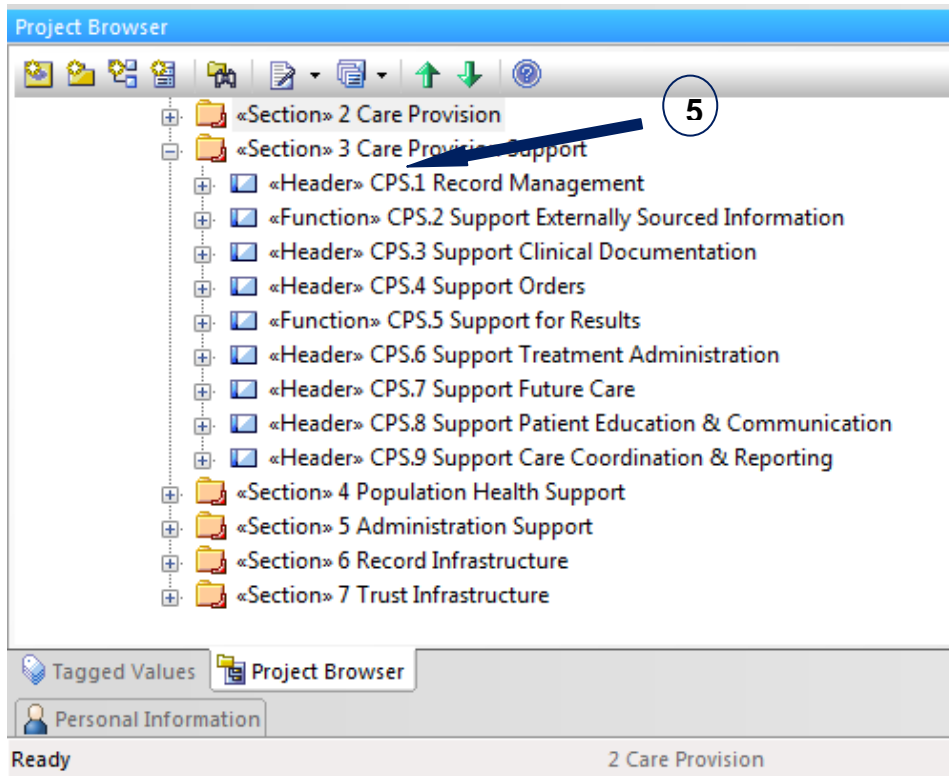 Project Browser
«Section» 2 Care Provision
5
«Section» 3 Care Provision Support
«Header» CPS.1 Record Management
«Function» CPS.2 Support Externally Sourced Information
«Header» CPS.3 Support Clinical Documentation
«Header» CPS.4 Support Orders
«Function» CPS.5 Support for Results
«Header» CPS.6 Support Treatment Administration
«Header» CPS.7 Support Future Care
«Header» CPS.8 Support Patient Education & Communication
«Header» CPS.9 Support Care Coordination & Reporting
«Section» 4 Population Health Support
«Section» 5 Administration Support
«Section» 6 Record Infrastructure
«Section» 7 Trust Infrastructure
Tagged Values Project Browser
Personal Information
Ready 2 Care Provision